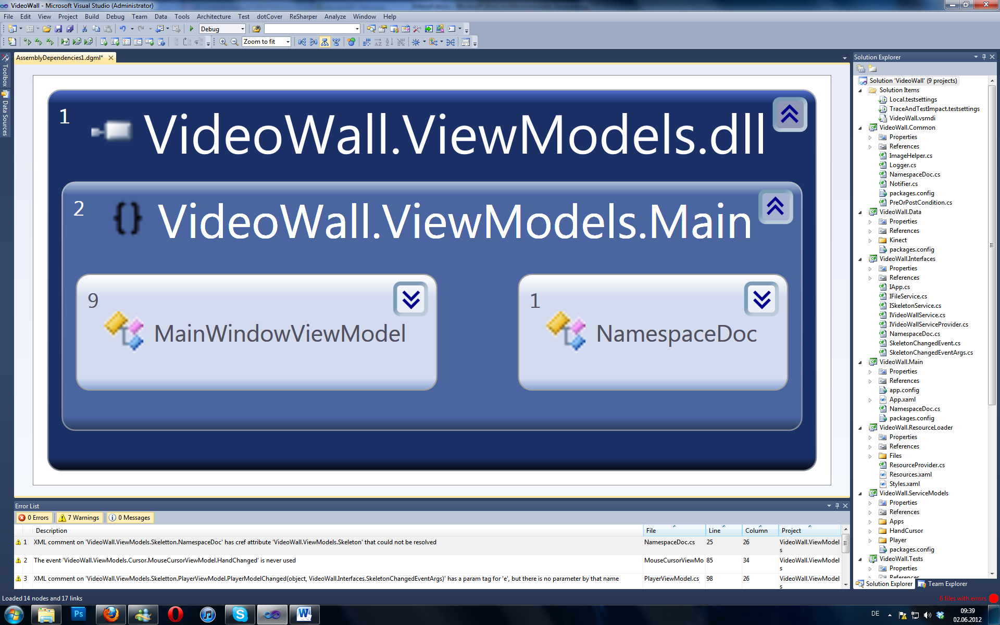 VideoWall - Microsoft Visual Studio (Administrator)
File Edit View Project Build Debug Team Data Tools Architecture Test dotCover ReSharper Analyze Window Help
Debug
Zoom to fit
Toolbox
Data Sources
AssemblyDependencies1.dgml*
1
VideoWall.ViewModels.dll
2
{} VideoWall.ViewModels.Main
9
MainWindowViewModel
1
NamespaceDoc
Solution Explorer
Solution 'VideoWall' (9 projects)
Solution Items
Local.testsettings
TraceAndTestImpact.testsettings
VideoWall.vsmdi
VideoWall.Common
Properties
References
ImageHelper.cs
Logger.cs
NamespaceDoc.cs
Notifier.cs
packages.config
PreOrPostCondition.cs
VideoWall.Data
Properties
References
Kinect
packages.config
VideoWall.Interfaces
Properties
References
IApp.cs
IFileService.cs
ISkeletonService.cs
IVideoWallService.cs
IVideoWallServiceProvider.cs
NamespaceDoc.cs
SkeletonChangedEvent.cs
SkeletonChangedEventArgs.cs
VideoWall.Main
Properties
References
app.config
App.xaml
NamespaceDoc.cs
packages.config
VideoWall.ResourceLoader
Properties
References
Files
ResourceProvider.cs
Resources.xaml
Styles.xaml
VideoWall.ServiceModels
Properties
References
Apps
HandCursor
Player
packages.config
VideoWall.Tests
Properties
References
Solution Explorer Team Explorer
Error List
0 Errors 7 Warnings 0 Messages
Description File Line Column Project
1 XML comment on 'VideoWall.ViewModels.Skeletton.NamespaceDoc' has cref attribute 'VideoWall.ViewModels.Skeleton' that could not be resolved NamespaceDoc.cs 25 26 VideoWall.ViewModel
s
2 The event 'VideoWall.ViewModels.Cursor.MouseCursorViewModel.HandChanged' is never used MouseCursorViewMo 85 34 VideoWall.ViewModel
s
3 XML comment on 'VideoWall.ViewModels.Skeletton.PlayerViewModel.PlayerModelChanged(object, VideoWall.Interfaces.SkeletonChangedEventArgs)' has a param tag for 'e', but there is no parameter by that name PlayerViewModel.cs 98 26 VideoWall.ViewModel
s
Loaded 14 nodes and 17 links
6 files with errors
Ps
DE
09:39
02.06.2012